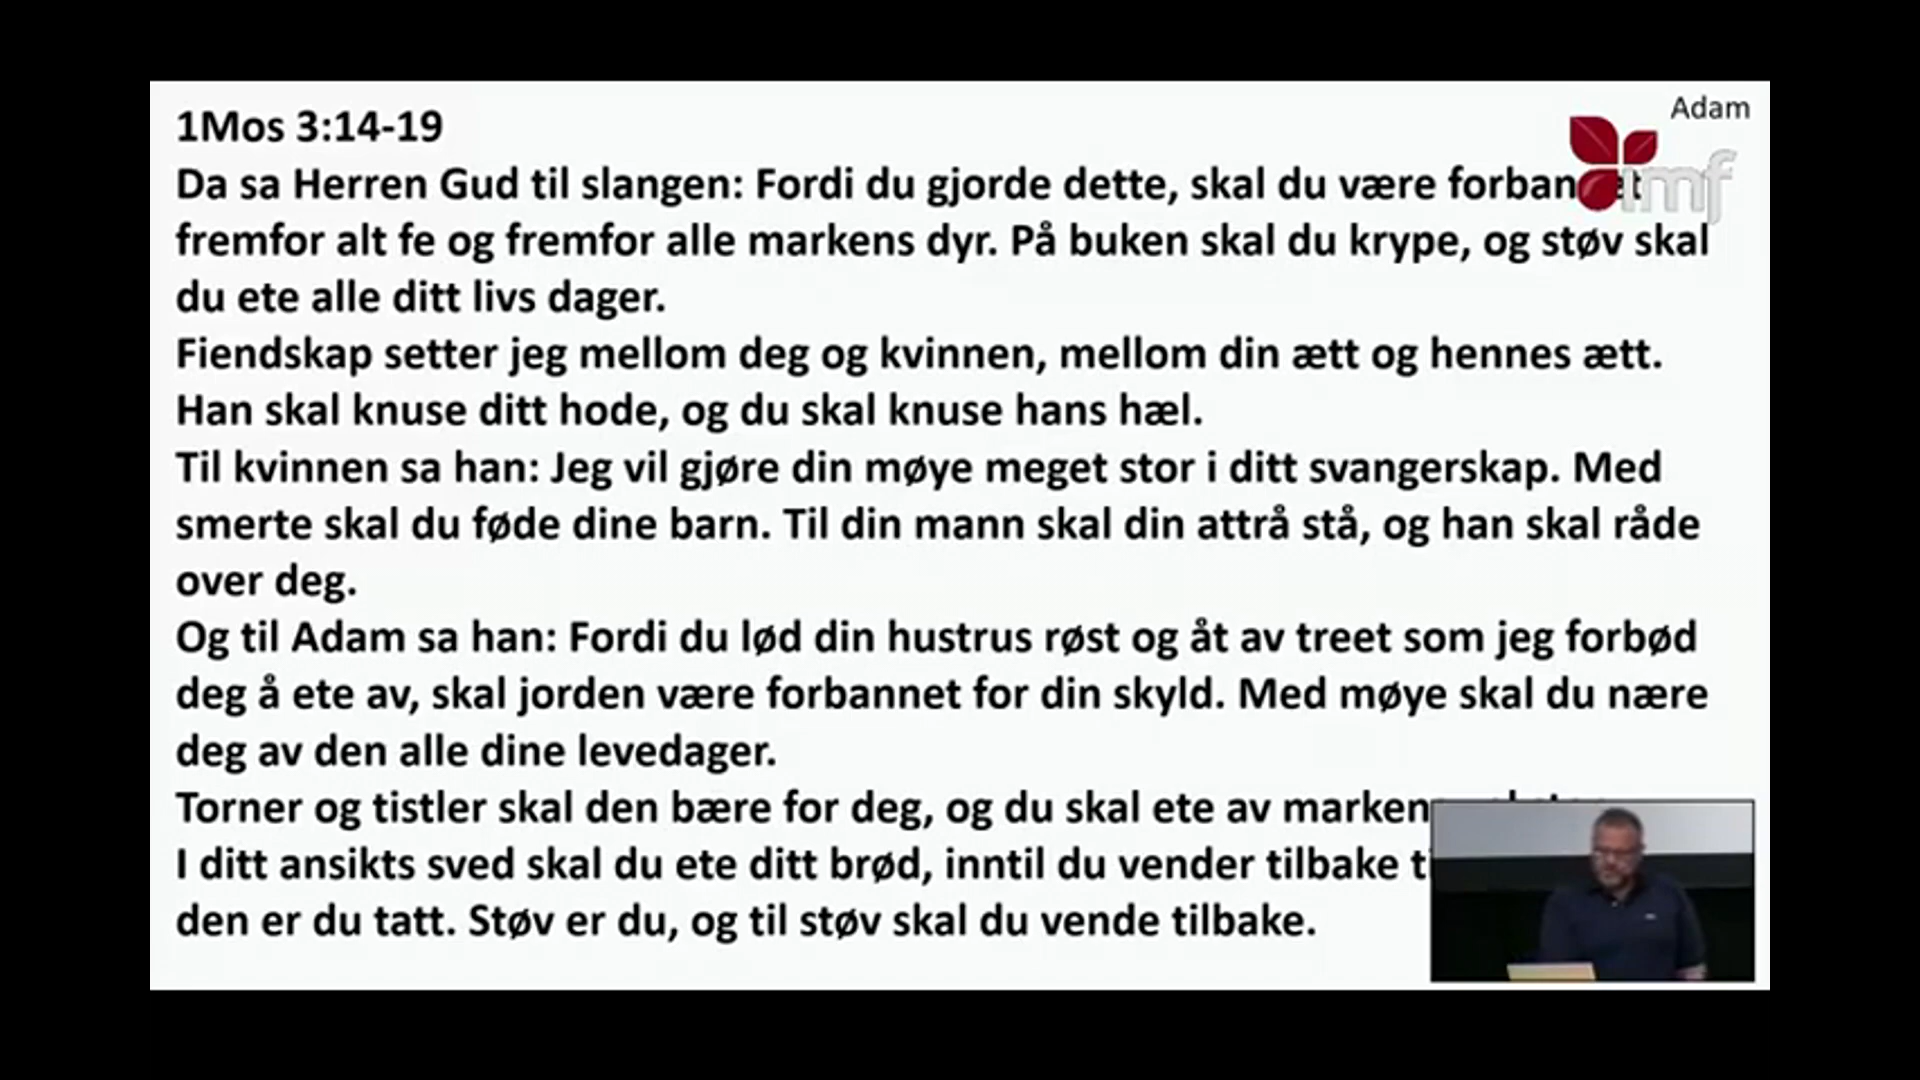 Adam
imf
1Mos 3:14-19
Da sa Herren Gud til slangen: Fordi du gjorde dette, skal du være
fremfor alt fe og fremfor alle markens dyr. På buken skal du krype, og støv skal
du ete alle ditt livs dager.
Fiendskap setter jeg mellom deg og kvinnen, mellom din ætt og hennes ætt.
Han skal knuse ditt hode, og du skal knuse hans hæl.
Til kvinnen sa han: Jeg vil gjøre din møye meget stor i ditt svangerskap. Med
smerte skal du føde dine barn. Til din mann skal din attrå stå, og han skal råde
over deg.
Og til Adam sa han: Fordi du lød din hustrus røst og åt av treet som jeg forbød
deg å ete av, skal jorden være forbannet for din skyld. Med møye skal du nære
deg av den alle dine levedager.
Torner og tistler skal den bære for deg, og du skal ete av
I ditt ansikts sved skal du ete ditt brød, inntil du vender tilbake
den er du tatt. Støv er du, og til støv skal du vende tilbake.